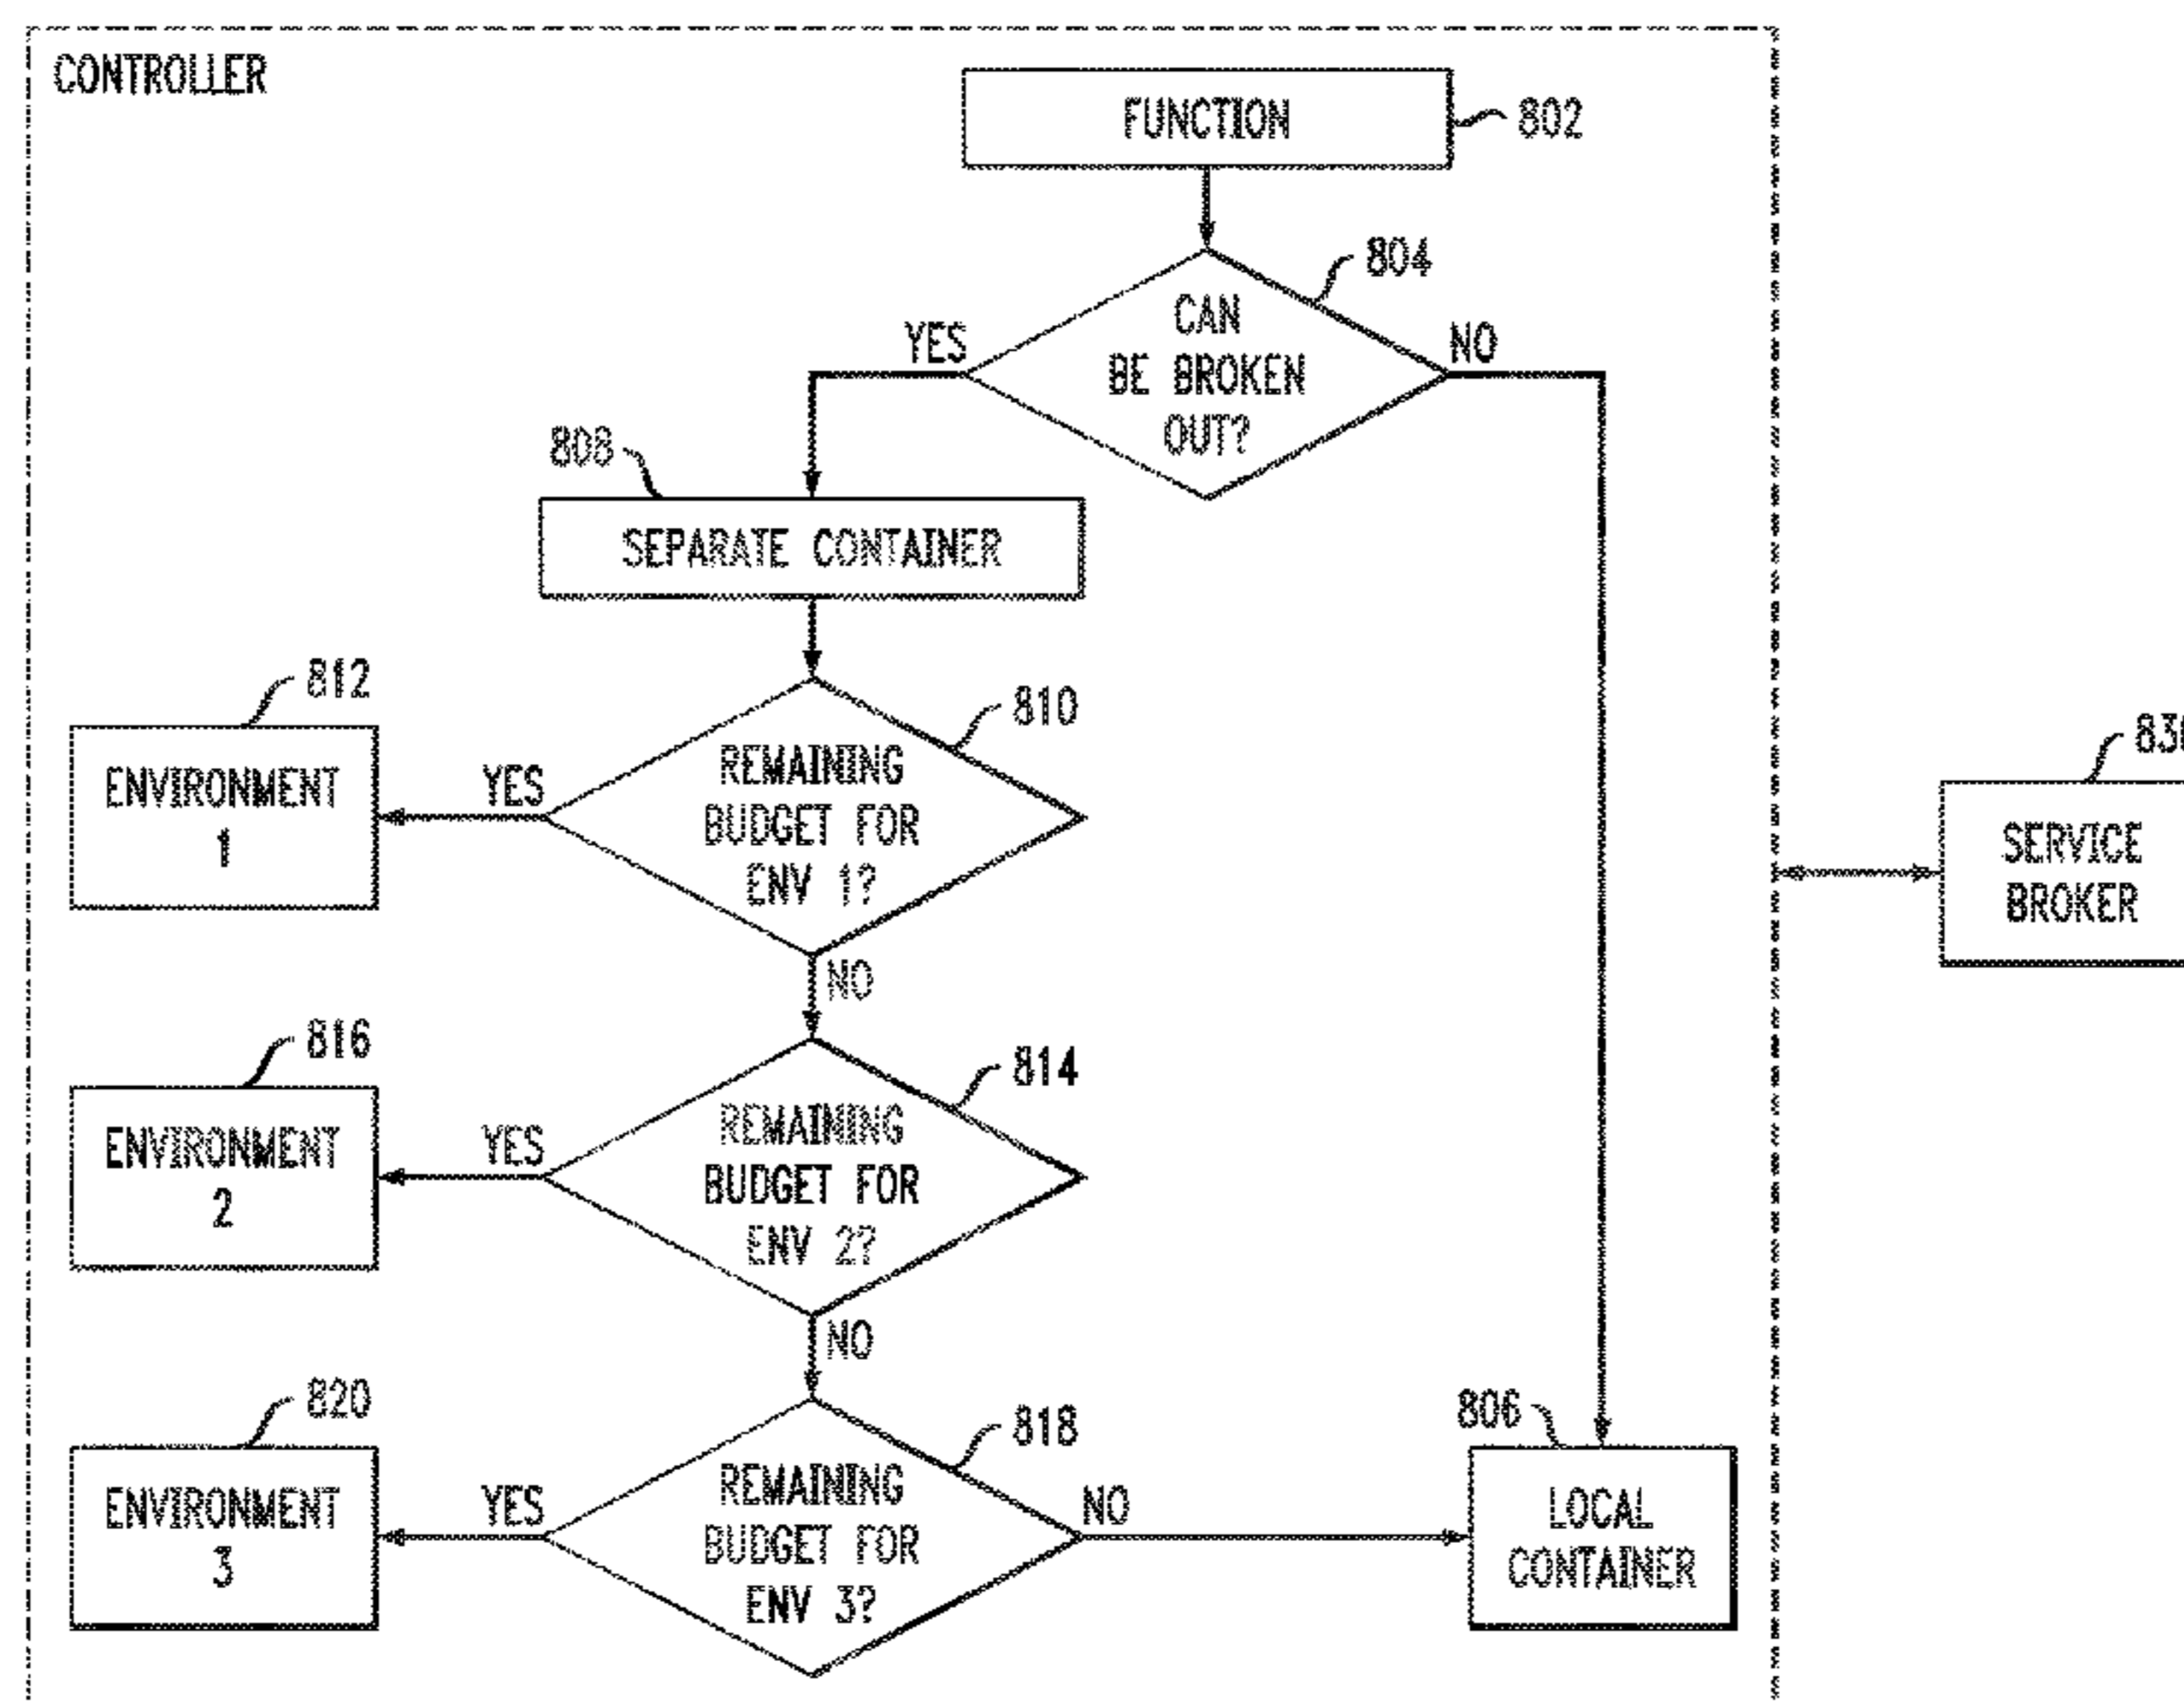 CONTROLLER
FUNCTION
802
804
CAN
BE BROKEN
OUT?
YES
NO
808
SEPARATE CONTAINER
812
810
ENVIRONMENT
1
YES
REMAINING
BUDGET FOR
ENV 1?
NO
SERVICE
BROKER
816
814
ENVIRONMENT
2
YES
REMAINING
BUDGET FOR
ENV 2?
NO
820
818
806
ENVIRONMENT
3
YES
REMAINING
BUDGET FOR
ENV 3?
NO
LOCAL
CONTAINER